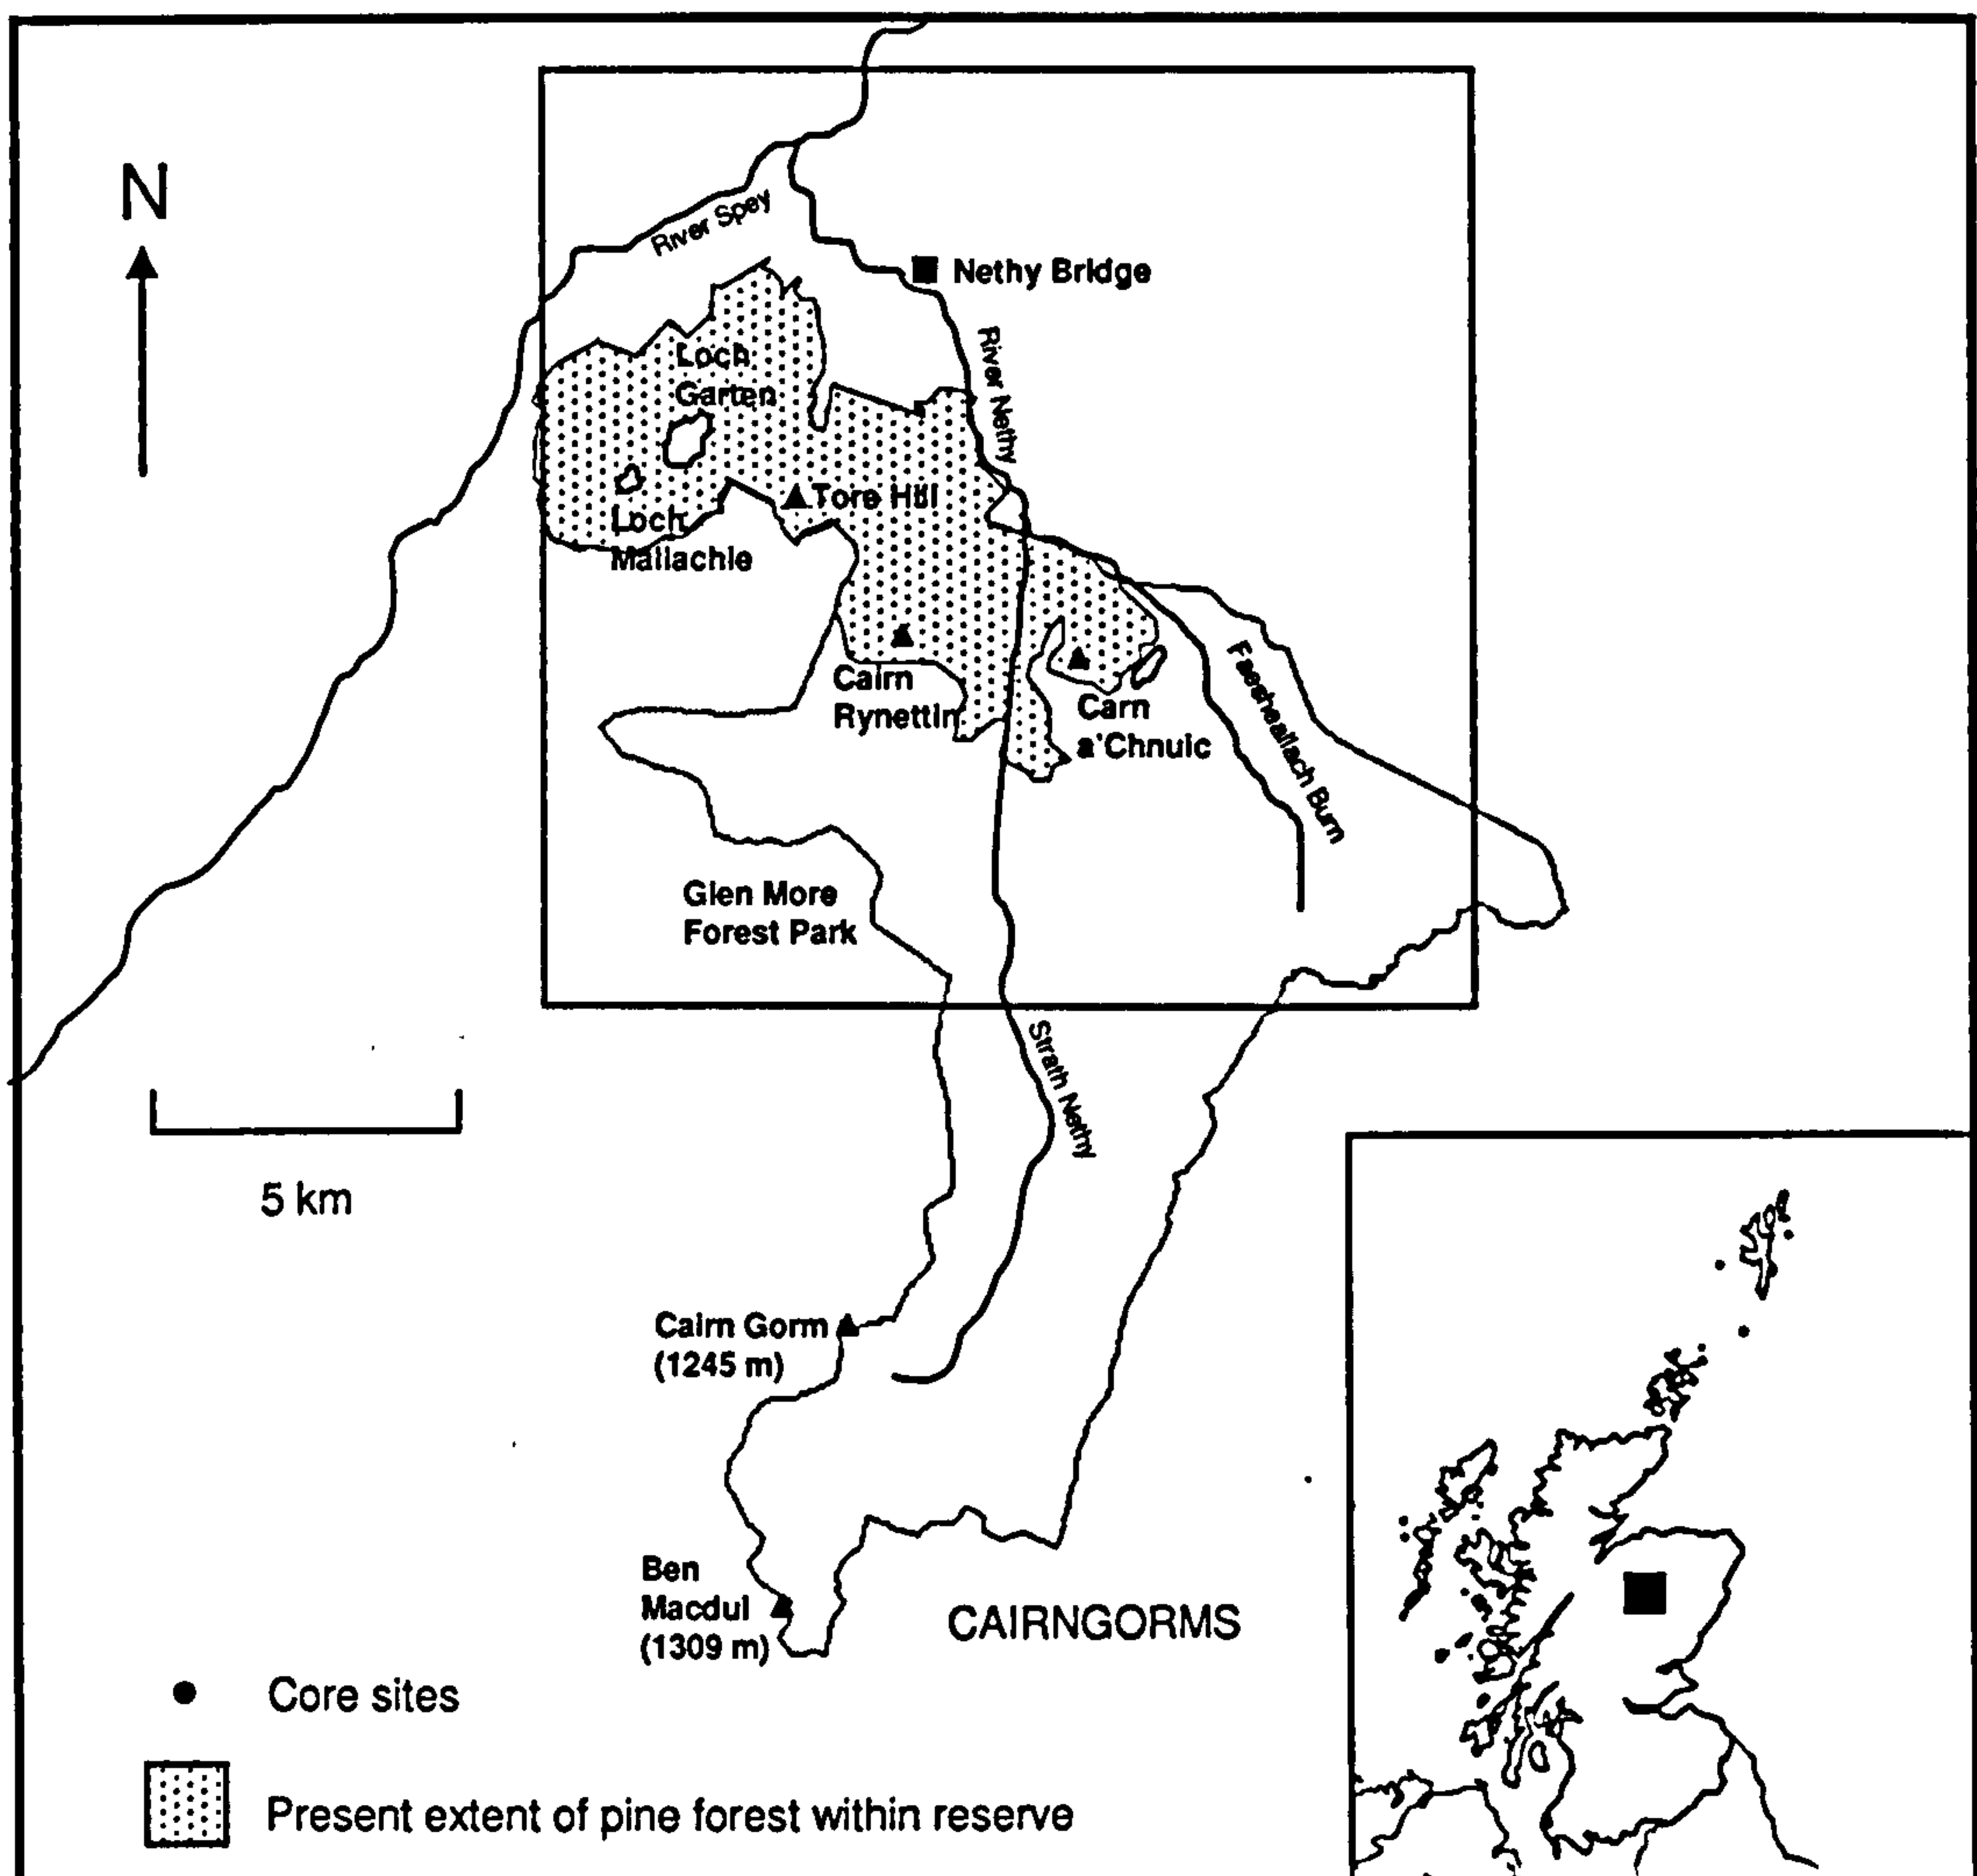 N
River Spey
Nethy Bridge
River Nethy
Loch
Garten
Tore Hill
Loch
Mallachie
Cairn
Rynettin
Carn
a'Chnuic
Faesheallach Burn
Glen More
Forest Park
Strath Nethy
5 km
Cairn Gorm
(1245 m)
Ben
Macdui
(1309 m)
CAIRNGORMS
Core sites
Present extent of pine forest within reserve